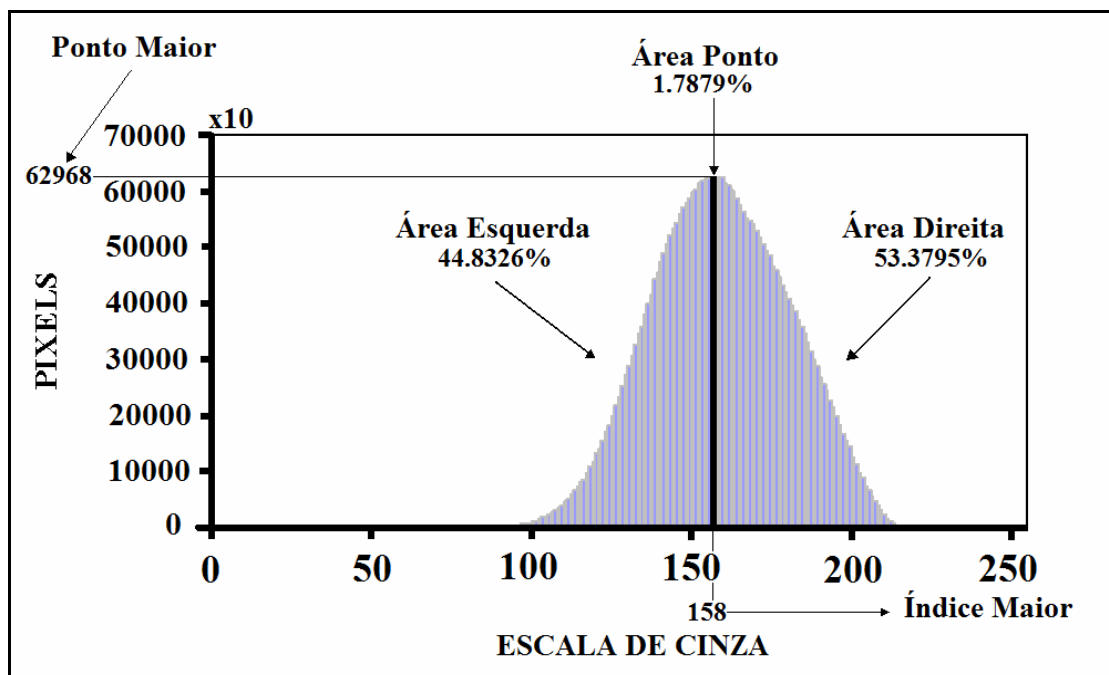 Ponto Maior
Área Ponto
1.7879%
x10
70000
62968
60000
Área Esquerda
44.8326%
Área Direita
53.3795%
50000
40000
30000
20000
10000
0
PIXELS
0 50 100 150 200 250
158
Índice Maior
ESCALA DE CINZA